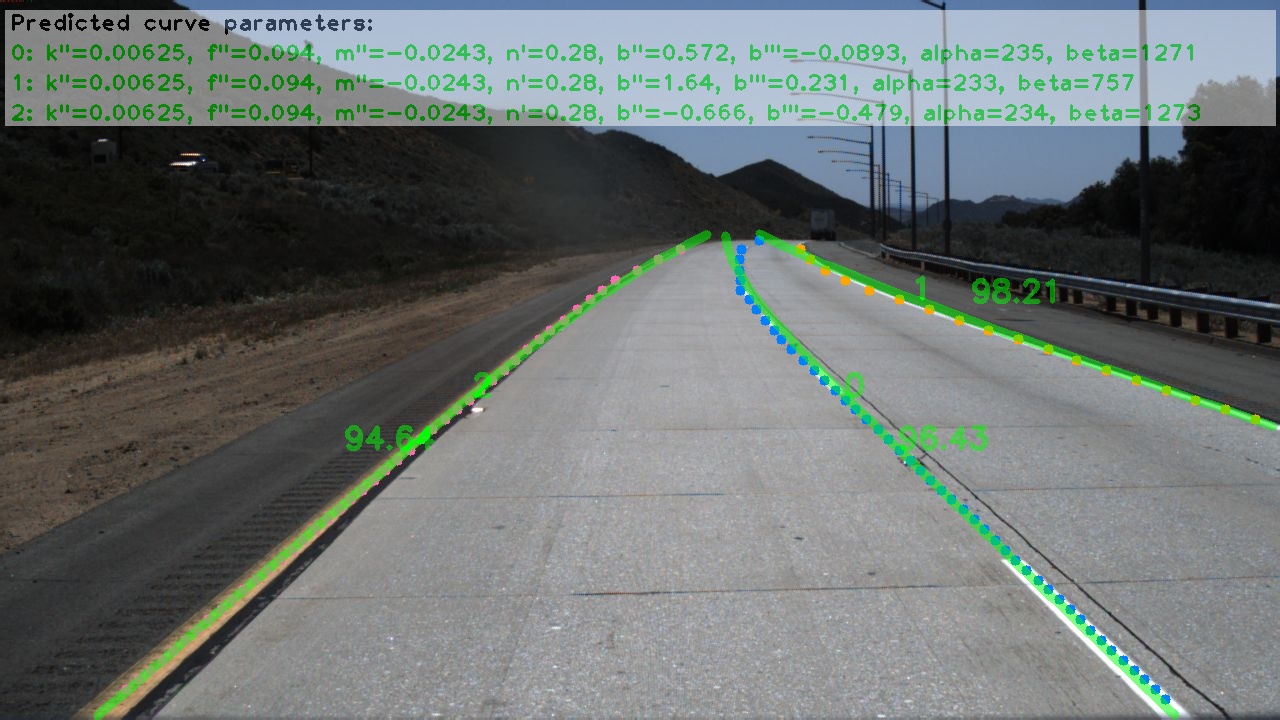 Predicted curve parameters:
0: k''=0.00625, f''=0.094, m''=−0.0243, n'=0.28, b''=0.572, b'''=−0.0893, alpha=235, beta=1271
1: k''=0.00625, f''=0.094, m''=−0.0243, n'=0.28, b''=1.64, b'''=0.231, alpha=233, beta=757
2: k''=0.00625, f''=0.094, m''=−0.0243, n'=0.28, b''=−0.666, b'''=−0.479, alpha=234, beta=1273
1 98.21
2 0
96.43